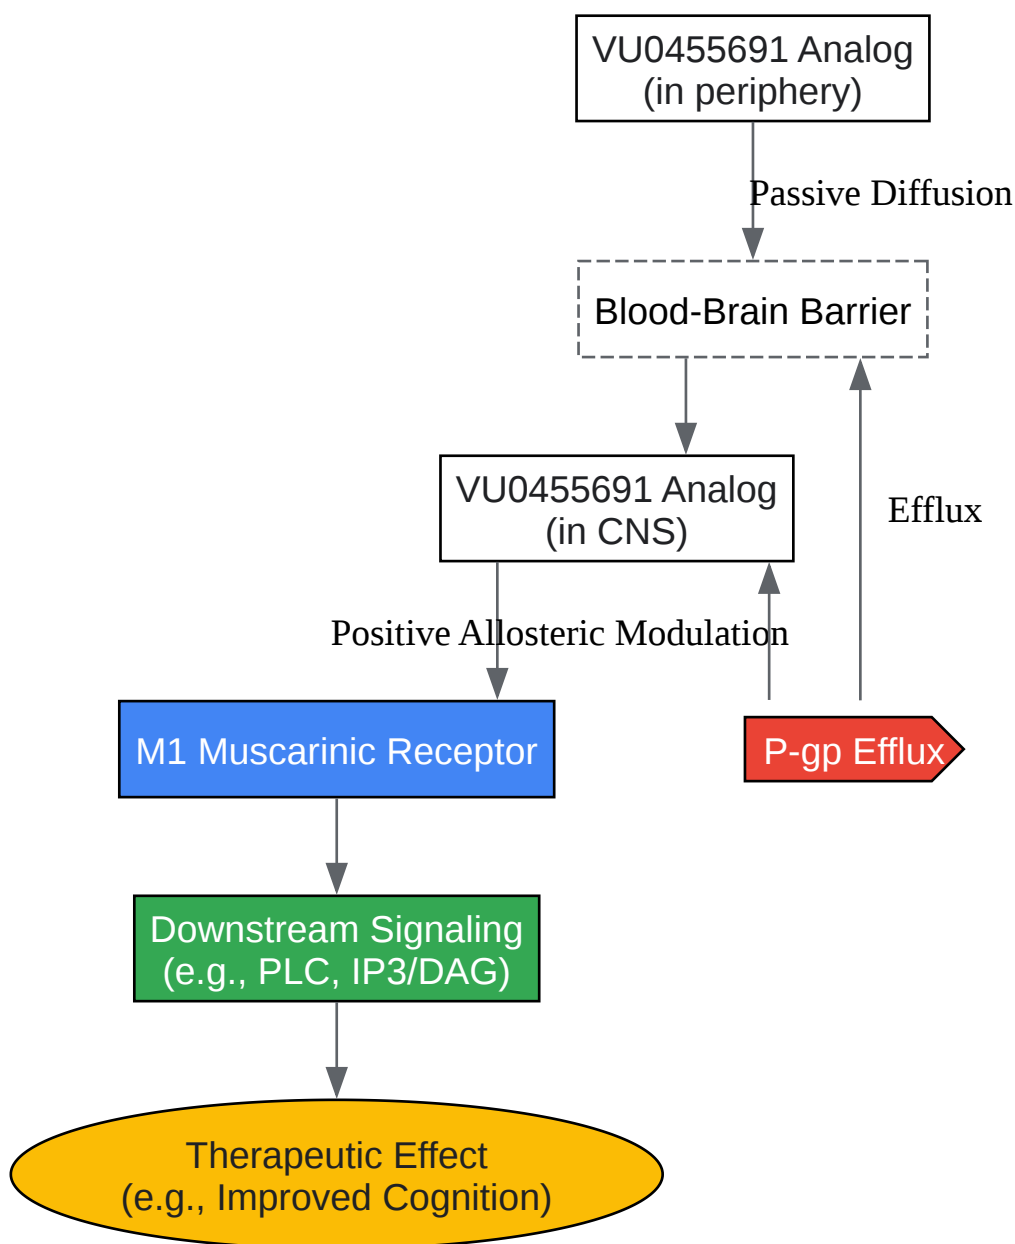 VU0455691 Analog
(in periphery)
Passive Diffusion
Blood-Brain Barrier
VU0455691 Analog
(in CNS)
Efflux
Positive Allosteric Modulation
M1 Muscarinic Receptor
P-gp Efflux
Downstream Signaling
(e.g., PLC, IP3/DAG)
Therapeutic Effect
(e.g., Improved Cognition)